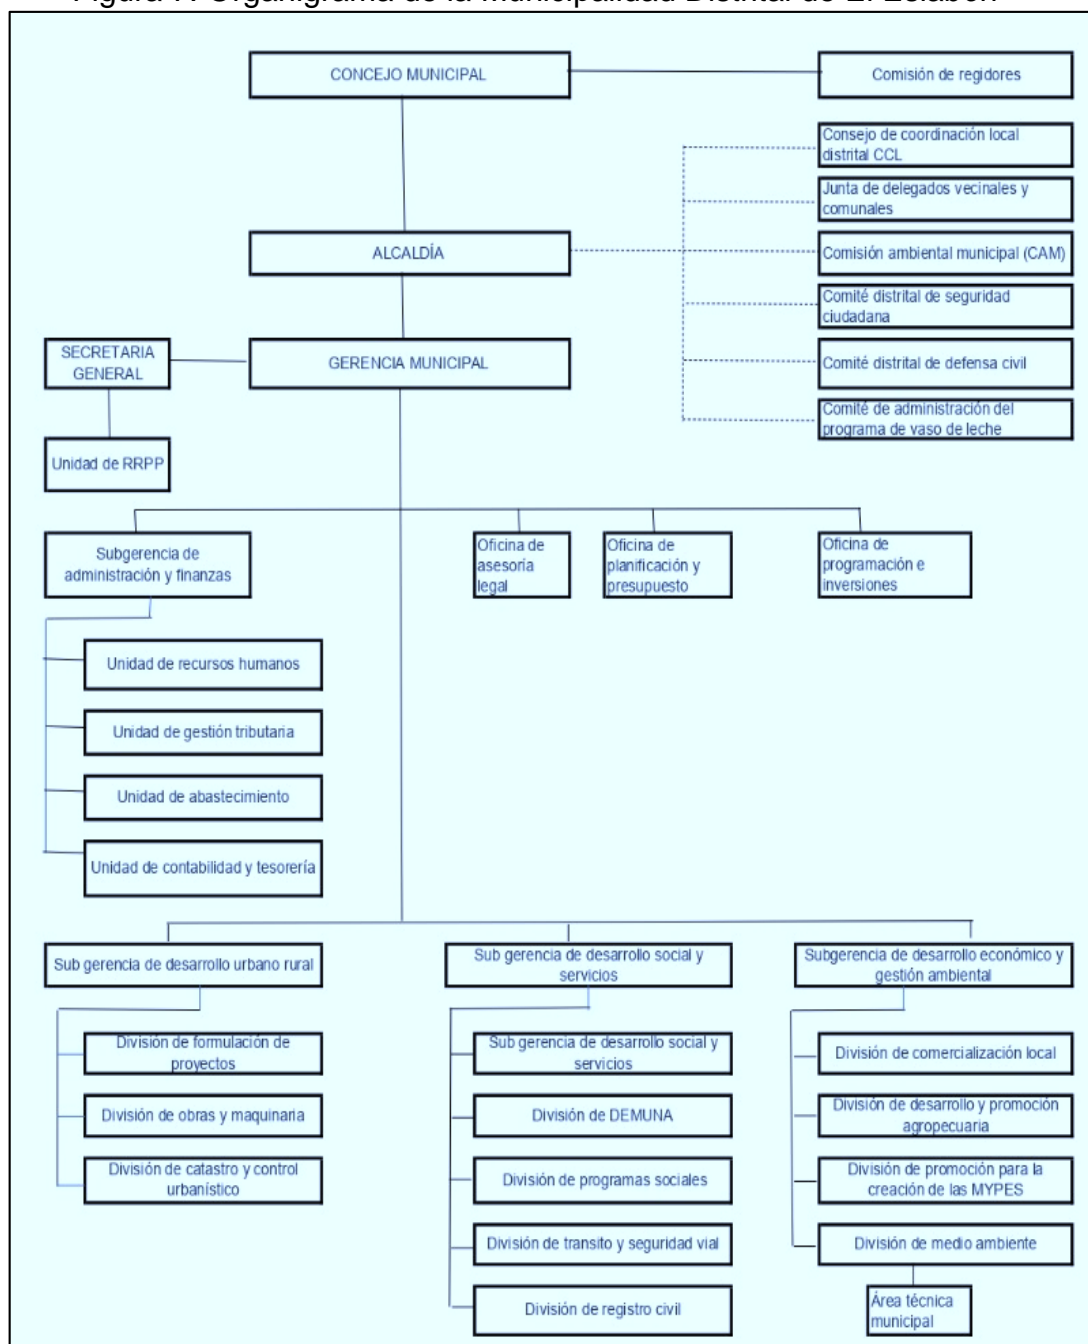 CONCEJO MUNICIPAL
Comisión de regidores
Consejo de coordinación local
distrital CCL
Junta de delegados vecinales y
comunales
ALCALDÍA
Comisión ambiental municipal (CAM)
Comité distrital de seguridad
ciudadana
SECRETARIA
GENERAL
GERENCIA MUNICIPAL
Comité distrital de defensa civil
Comité de administración del
programa de vaso de leche
Unidad de RRPP
Subgerencia de
administración y finanzas
Oficina de
asesoría
legal
Oficina de
planificación y
presupuesto
Oficina de
programación e
inversiones
Unidad de recursos humanos
Unidad de gestión tributaria
Unidad de abastecimiento
Unidad de contabilidad y tesorería
Sub gerencia de desarrollo urbano rural
División de formulación de
proyectos
División de obras y maquinaria
División de catastro y control
urbanístico
Sub gerencia de desarrollo social y
servicios
Sub gerencia de desarrollo social y
servicios
División de DEMUNA
División de programas sociales
División de transito y seguridad vial
División de registro civil
Subgerencia de desarrollo económico y
gestión ambiental
División de comercialización local
División de desarrollo y promoción
agropecuaria
División de promoción para la
creación de las MYPES
División de medio ambiente
Área técnica
municipal